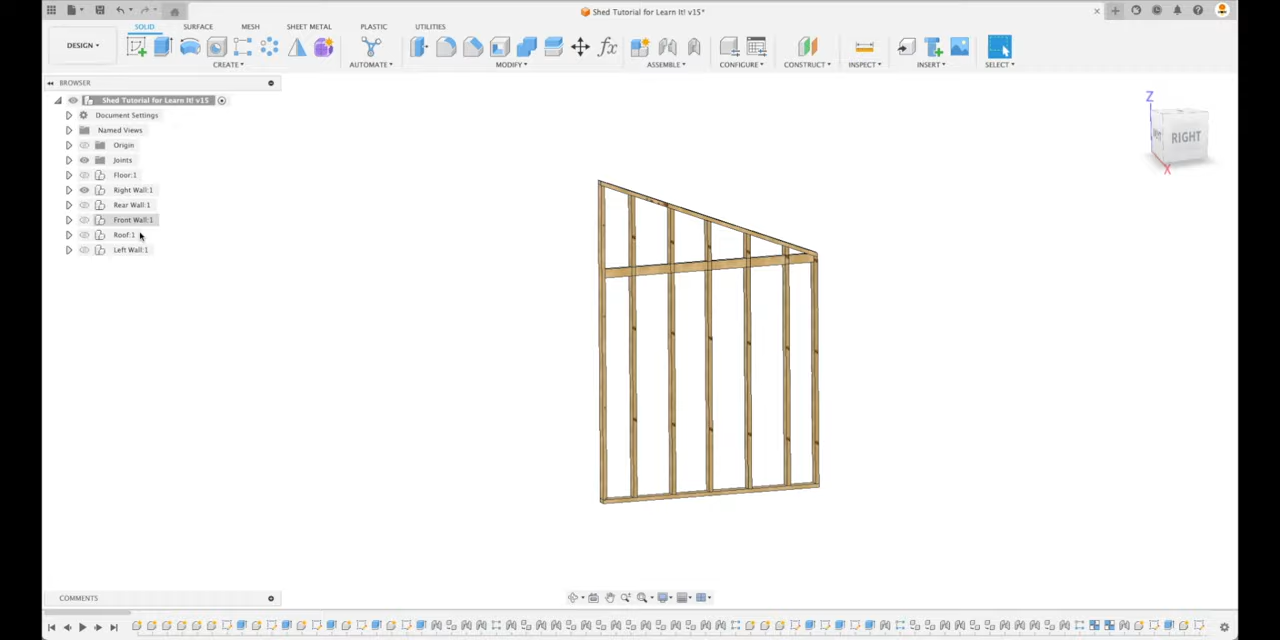 Shed Tutorial for Learn It! v15*
DESIGN
SOLID SURFACE MESH SHEET METAL PLASTIC UTILITIES
CREATE AUTOMATE MODIFY ASSEMBLE CONFIGURE CONSTRUCT INSPECT INSERT SELECT
BROWSER
Shed Tutorial for Learn It! v15
Document Settings
Named Views
Origin
Joints
Floor:1
Right Wall:1
Rear Wall:1
Front Wall:1
Roof:1
Left Wall:1
Z
RIGHT
X
COMMENTS